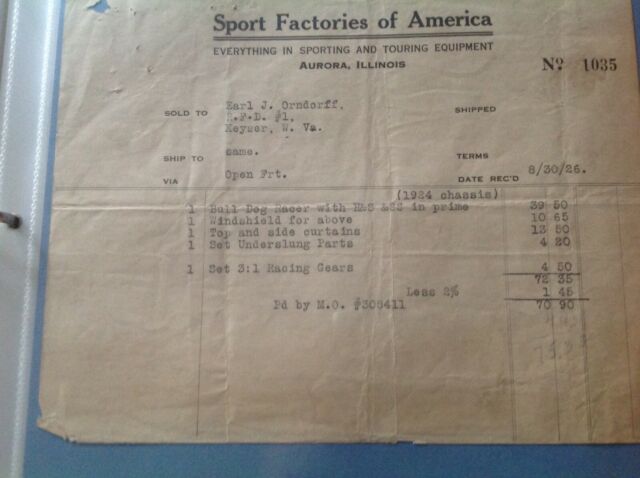 Sport Factories of America
EVERYTHING IN SPORTING AND TOURING EQUIPMENT
AURORA, ILLINOIS
No 1035
SOLD TO Earl J. Orndorff, SHIPPED
R.F.D. #1,
Keyser, W. Va.
SHIP TO same. TERMS
VIA Open Frt. DATE REC'D 8/30/26.
(1924 chassis)
1 Bull Dog Racer with H&S &SS in prime 39 50
1 Windshield for above 10 65
1 Top and side curtains 13 50
1 Set Underslung Parts 4 20
1 Set 3:1 Racing Gears 4 50
72 35
Less 2% 1 45
Pd by M.O. #308411 70 90